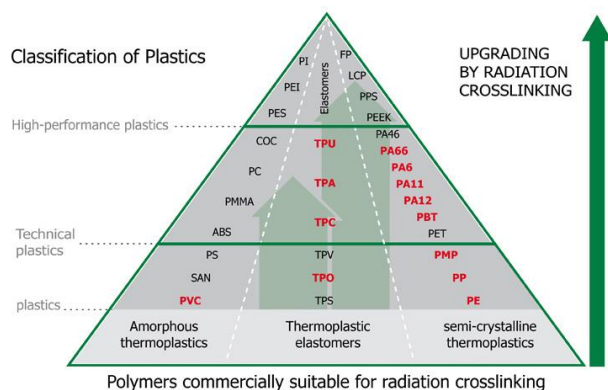 Classification of Plastics
UPGRADING
BY RADIATION
CROSSLINKING
PI
FP
Elastomers
LCP
PEI
PPS
PES
PEEK
High-performance plastics
COC
TPU
PA46
PA66
PC
TPA
PA6
PA11
PMMA
PA12
TPC
PBT
ABS
PET
Technical
plastics
PS
TPV
PMP
SAN
TPO
PP
plastics
PVC
TPS
PE
Amorphous
thermoplastics
Thermoplastic
elastomers
semi-crystalline
thermoplastics
Polymers commercially suitable for radiation crosslinking